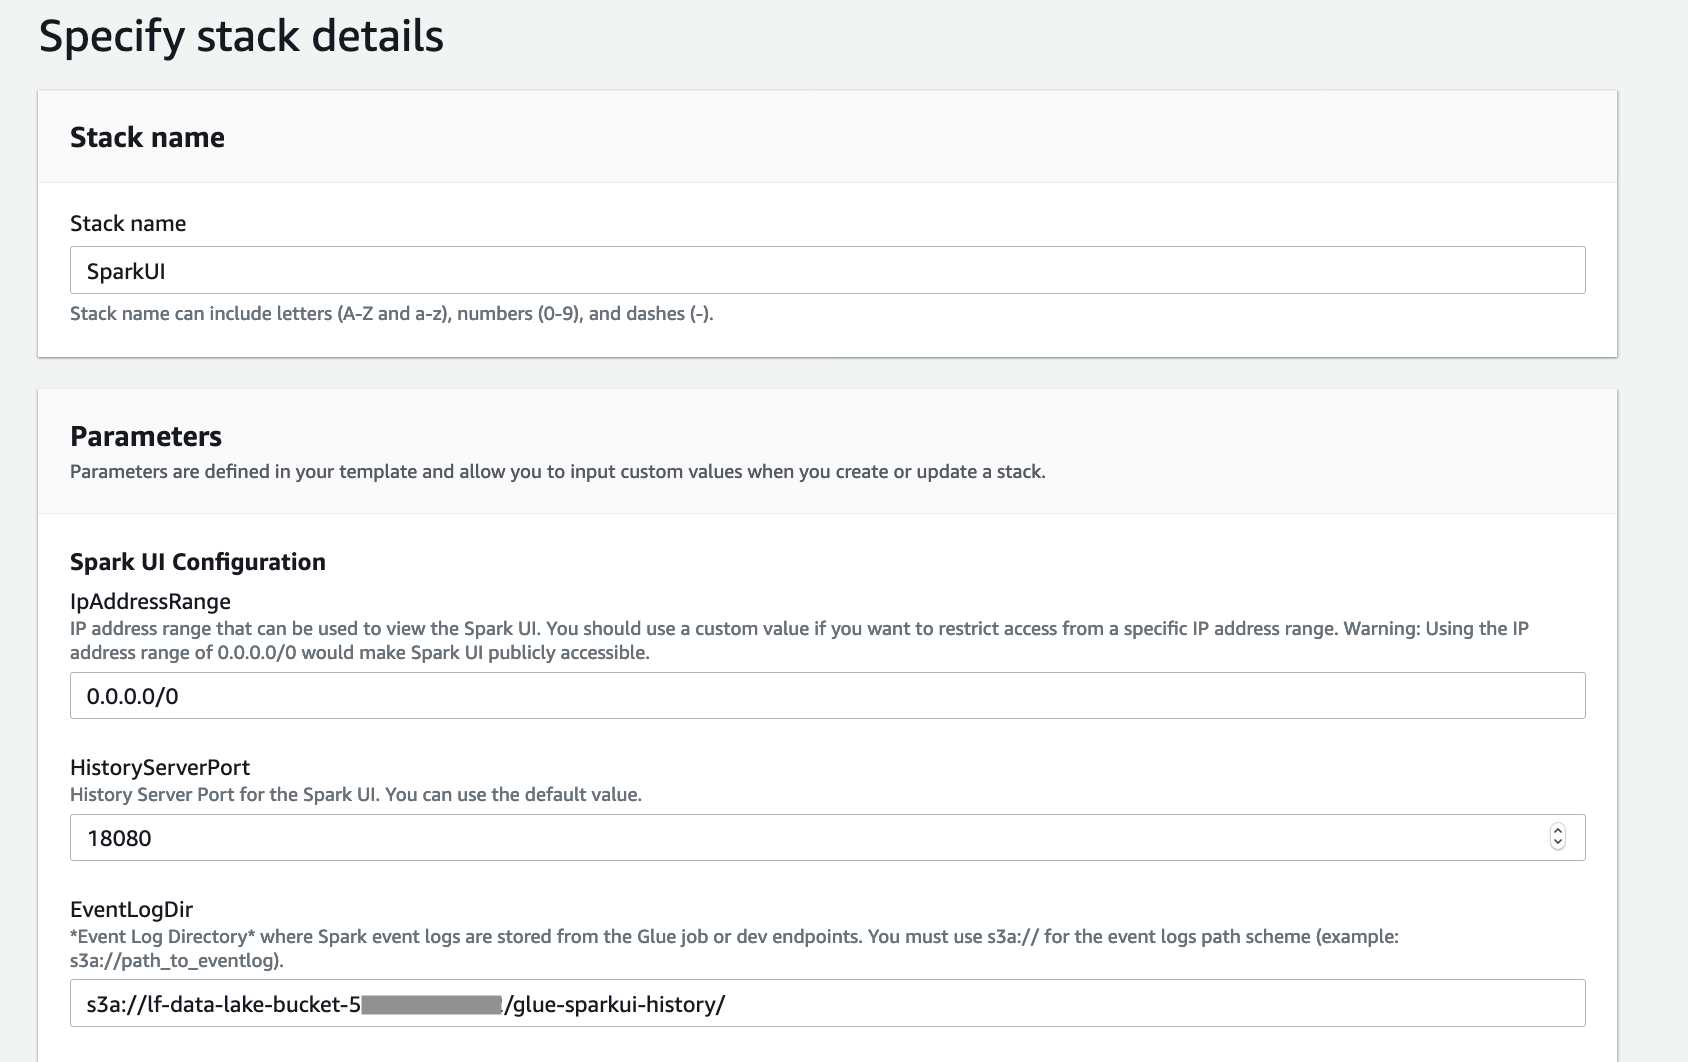 Specify stack details
Stack name
Stack name
SparkUI
Stack name can include letters (A-Z and a-z), numbers (0-9), and dashes (-).
Parameters
Parameters are defined in your template and allow you to input custom values when you create or update a stack.
Spark UI Configuration
IpAddressRange
IP address range that can be used to view the Spark UI. You should use a custom value if you want to restrict access from a specific IP address range. Warning: Using the IP
address range of 0.0.0.0/0 would make Spark UI publicly accessible.
0.0.0.0/0
HistoryServerPort
History Server Port for the Spark UI. You can use the default value.
18080
EventLogDir
*Event Log Directory* where Spark event logs are stored from the Glue job or dev endpoints. You must use s3a:// for the event logs path scheme (example:
s3a://path_to_eventlog).
s3a://lf-data-lake-bucket-5 /glue-sparkui-history/